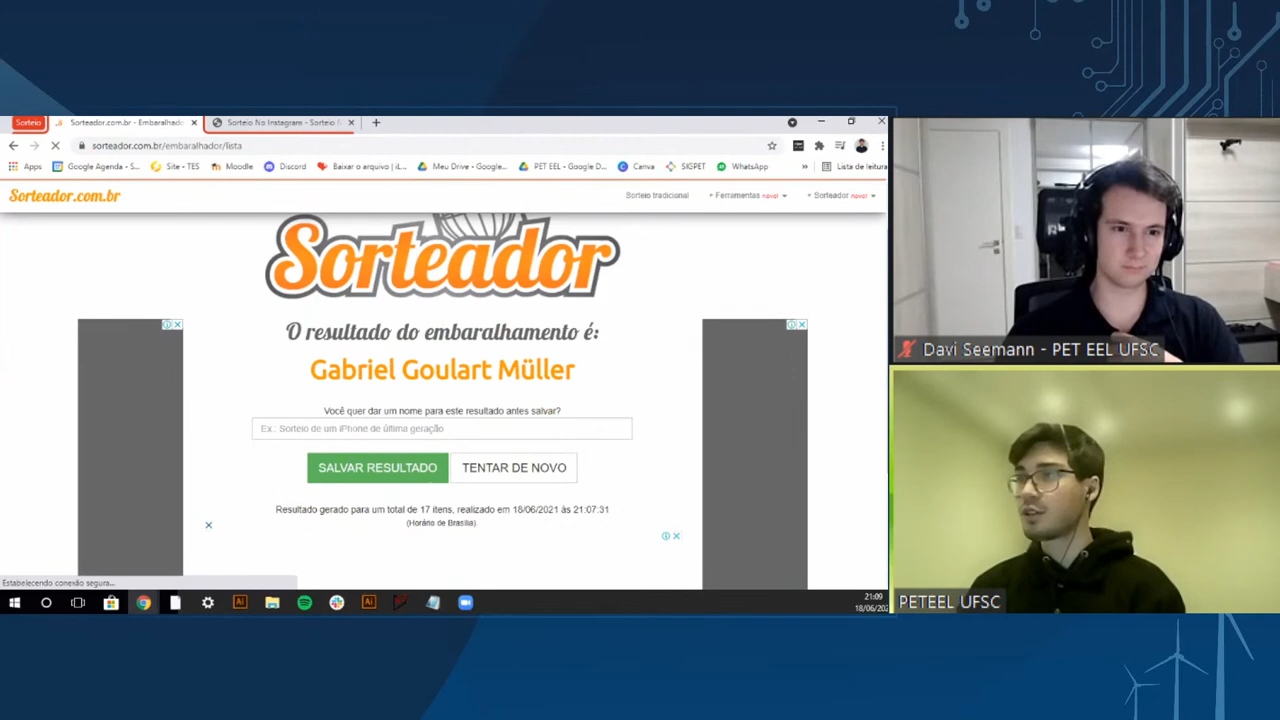 Sorteio
Sorteador.com.br - Embaralhado
Sorteio No Instagram - Sorteio
sorteador.com.br/embaralhador/lista
Apps Google Agenda - S... Site - TES Moodle Discord Baixar o arquivo | iL... Meu Drive - Google... PET EEL - Google D... Canva SIGPET WhatsApp » Lista de leitura
Sorteador.com.br
Sorteio tradicional + Ferramentas novo! + Sorteador novo!
Sorteador
O resultado do embaralhamento é:
Gabriel Goulart Müller
Você quer dar um nome para este resultado antes salvar?
Ex.: Sorteio de um iPhone de última geração
SALVAR RESULTADO TENTAR DE NOVO
Resultado gerado para um total de 17 itens, realizado em 18/06/2021 às 21:07:31
(Horário de Brasília).
Estabelecendo conexão segura...
21:09
18/06/202
Davi Seemann - PET EEL UFSC
PETEEL UFSC